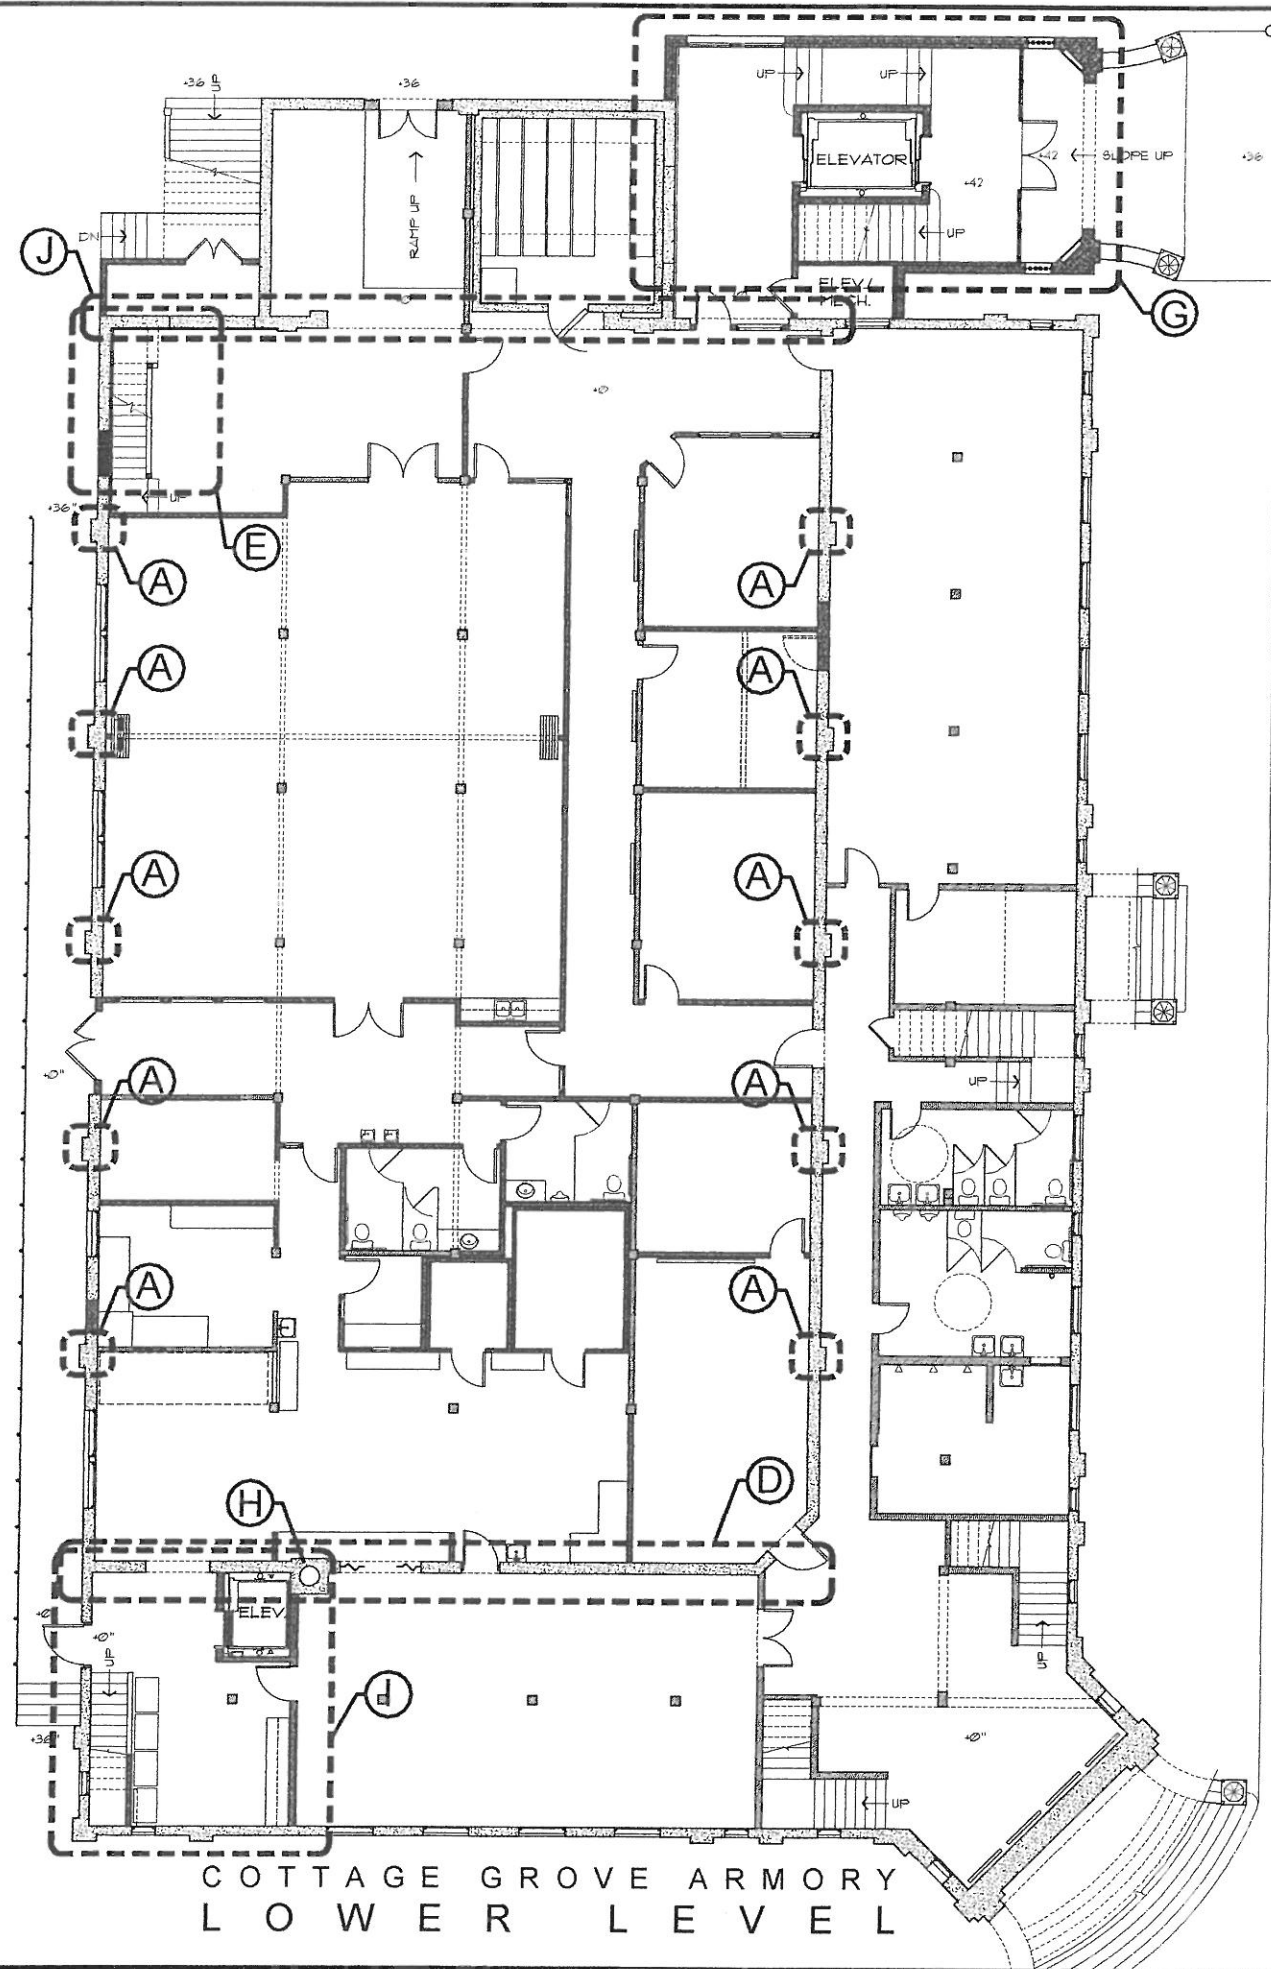 +36
UP
+36
UP
UP
ELEVATOR
+42
SLOPE UP
+36
+42
RAMP UP
DN
UP
J
ELEV/
MECH.
G
+0
UP
+36"
E
A
A
A
A
A
A
+0"
A
A
UP
A
A
D
H
ELEV.
+0"
UP
UP
I
+36"
+0"
UP
COTTAGE GROVE ARMORY
LOWER LEVEL